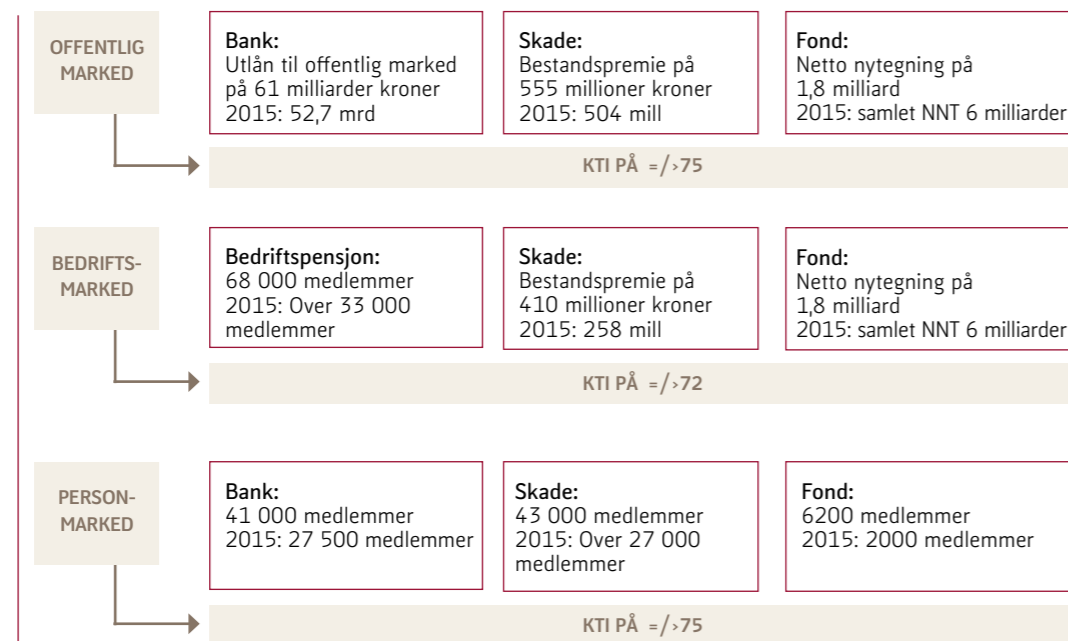 OFFENTLIG
MARKED
Bank:
Utlån til offentlig marked
på 61 milliarder kroner
2015: 52,7 mrd
Skade:
Bestandspremie på
555 millioner kroner
2015: 504 mill
Fond:
Netto nytegning på
1,8 milliard
2015: samlet NNT 6 milliarder
KTI PÅ =/>75
BEDRIFTS-
MARKED
Bedriftspensjon:
68 000 medlemmer
2015: Over 33 000
medlemmer
Skade:
Bestandspremie på
410 millioner kroner
2015: 258 mill
Fond:
Netto nytegning på
1,8 milliard
2015: samlet NNT 6 milliarder
KTI PÅ =/>72
PERSON-
MARKED
Bank:
41 000 medlemmer
2015: 27 500 medlemmer
Skade:
43 000 medlemmer
2015: Over 27 000
medlemmer
Fond:
6200 medlemmer
2015: 2000 medlemmer
KTI PÅ =/>75